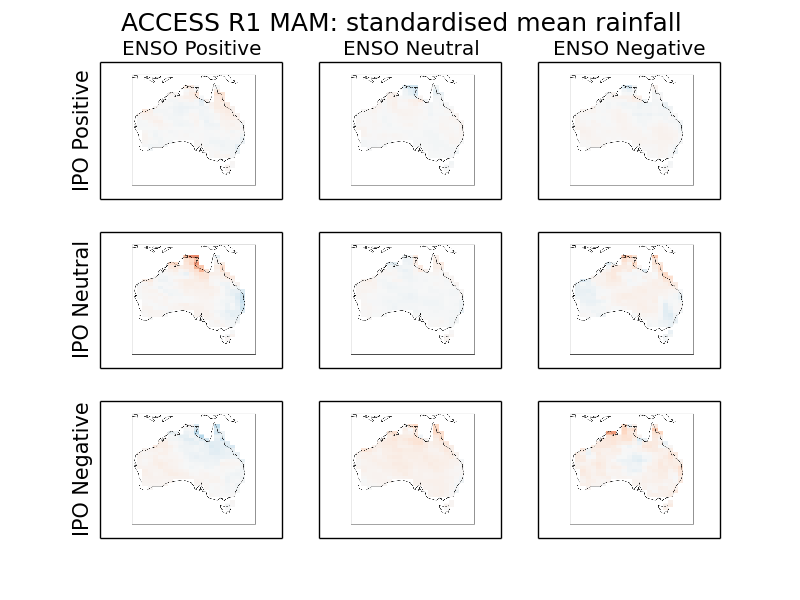 ACCESS R1 MAM: standardised mean rainfall
ENSO Positive ENSO Neutral ENSO Negative
IPO Positive
IPO Neutral
IPO Negative